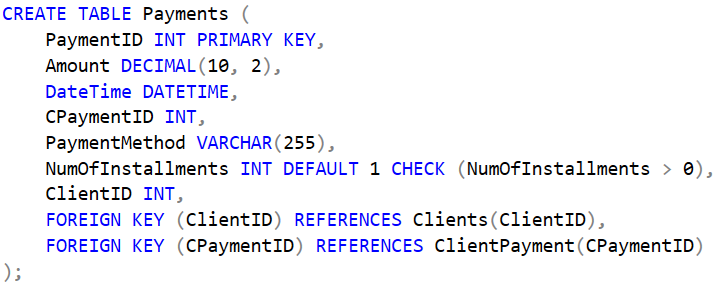 CREATE TABLE Payments (
    PaymentID INT PRIMARY KEY,
    Amount DECIMAL(10, 2),
    DateTime DATETIME,
    CPaymentID INT,
    PaymentMethod VARCHAR(255),
    NumOfInstallments INT DEFAULT 1 CHECK (NumOfInstallments > 0),
    ClientID INT,
    FOREIGN KEY (ClientID) REFERENCES Clients(ClientID),
    FOREIGN KEY (CPaymentID) REFERENCES ClientPayment(CPaymentID)
);